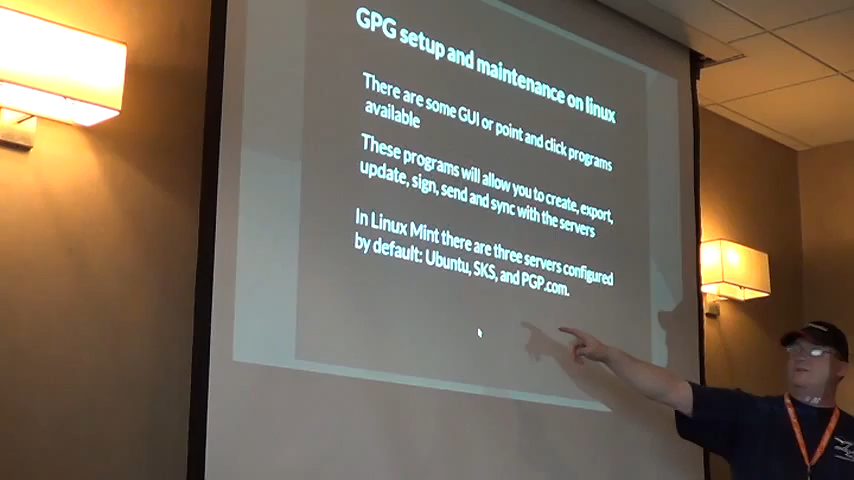 GPG setup and maintenance on linux
There are some GUI or point and click programs
available
These programs will allow you to create, export,
update, sign, send and sync with the servers
In Linux Mint there are three servers configured
by default: Ubuntu, SKS, and PGP.com.